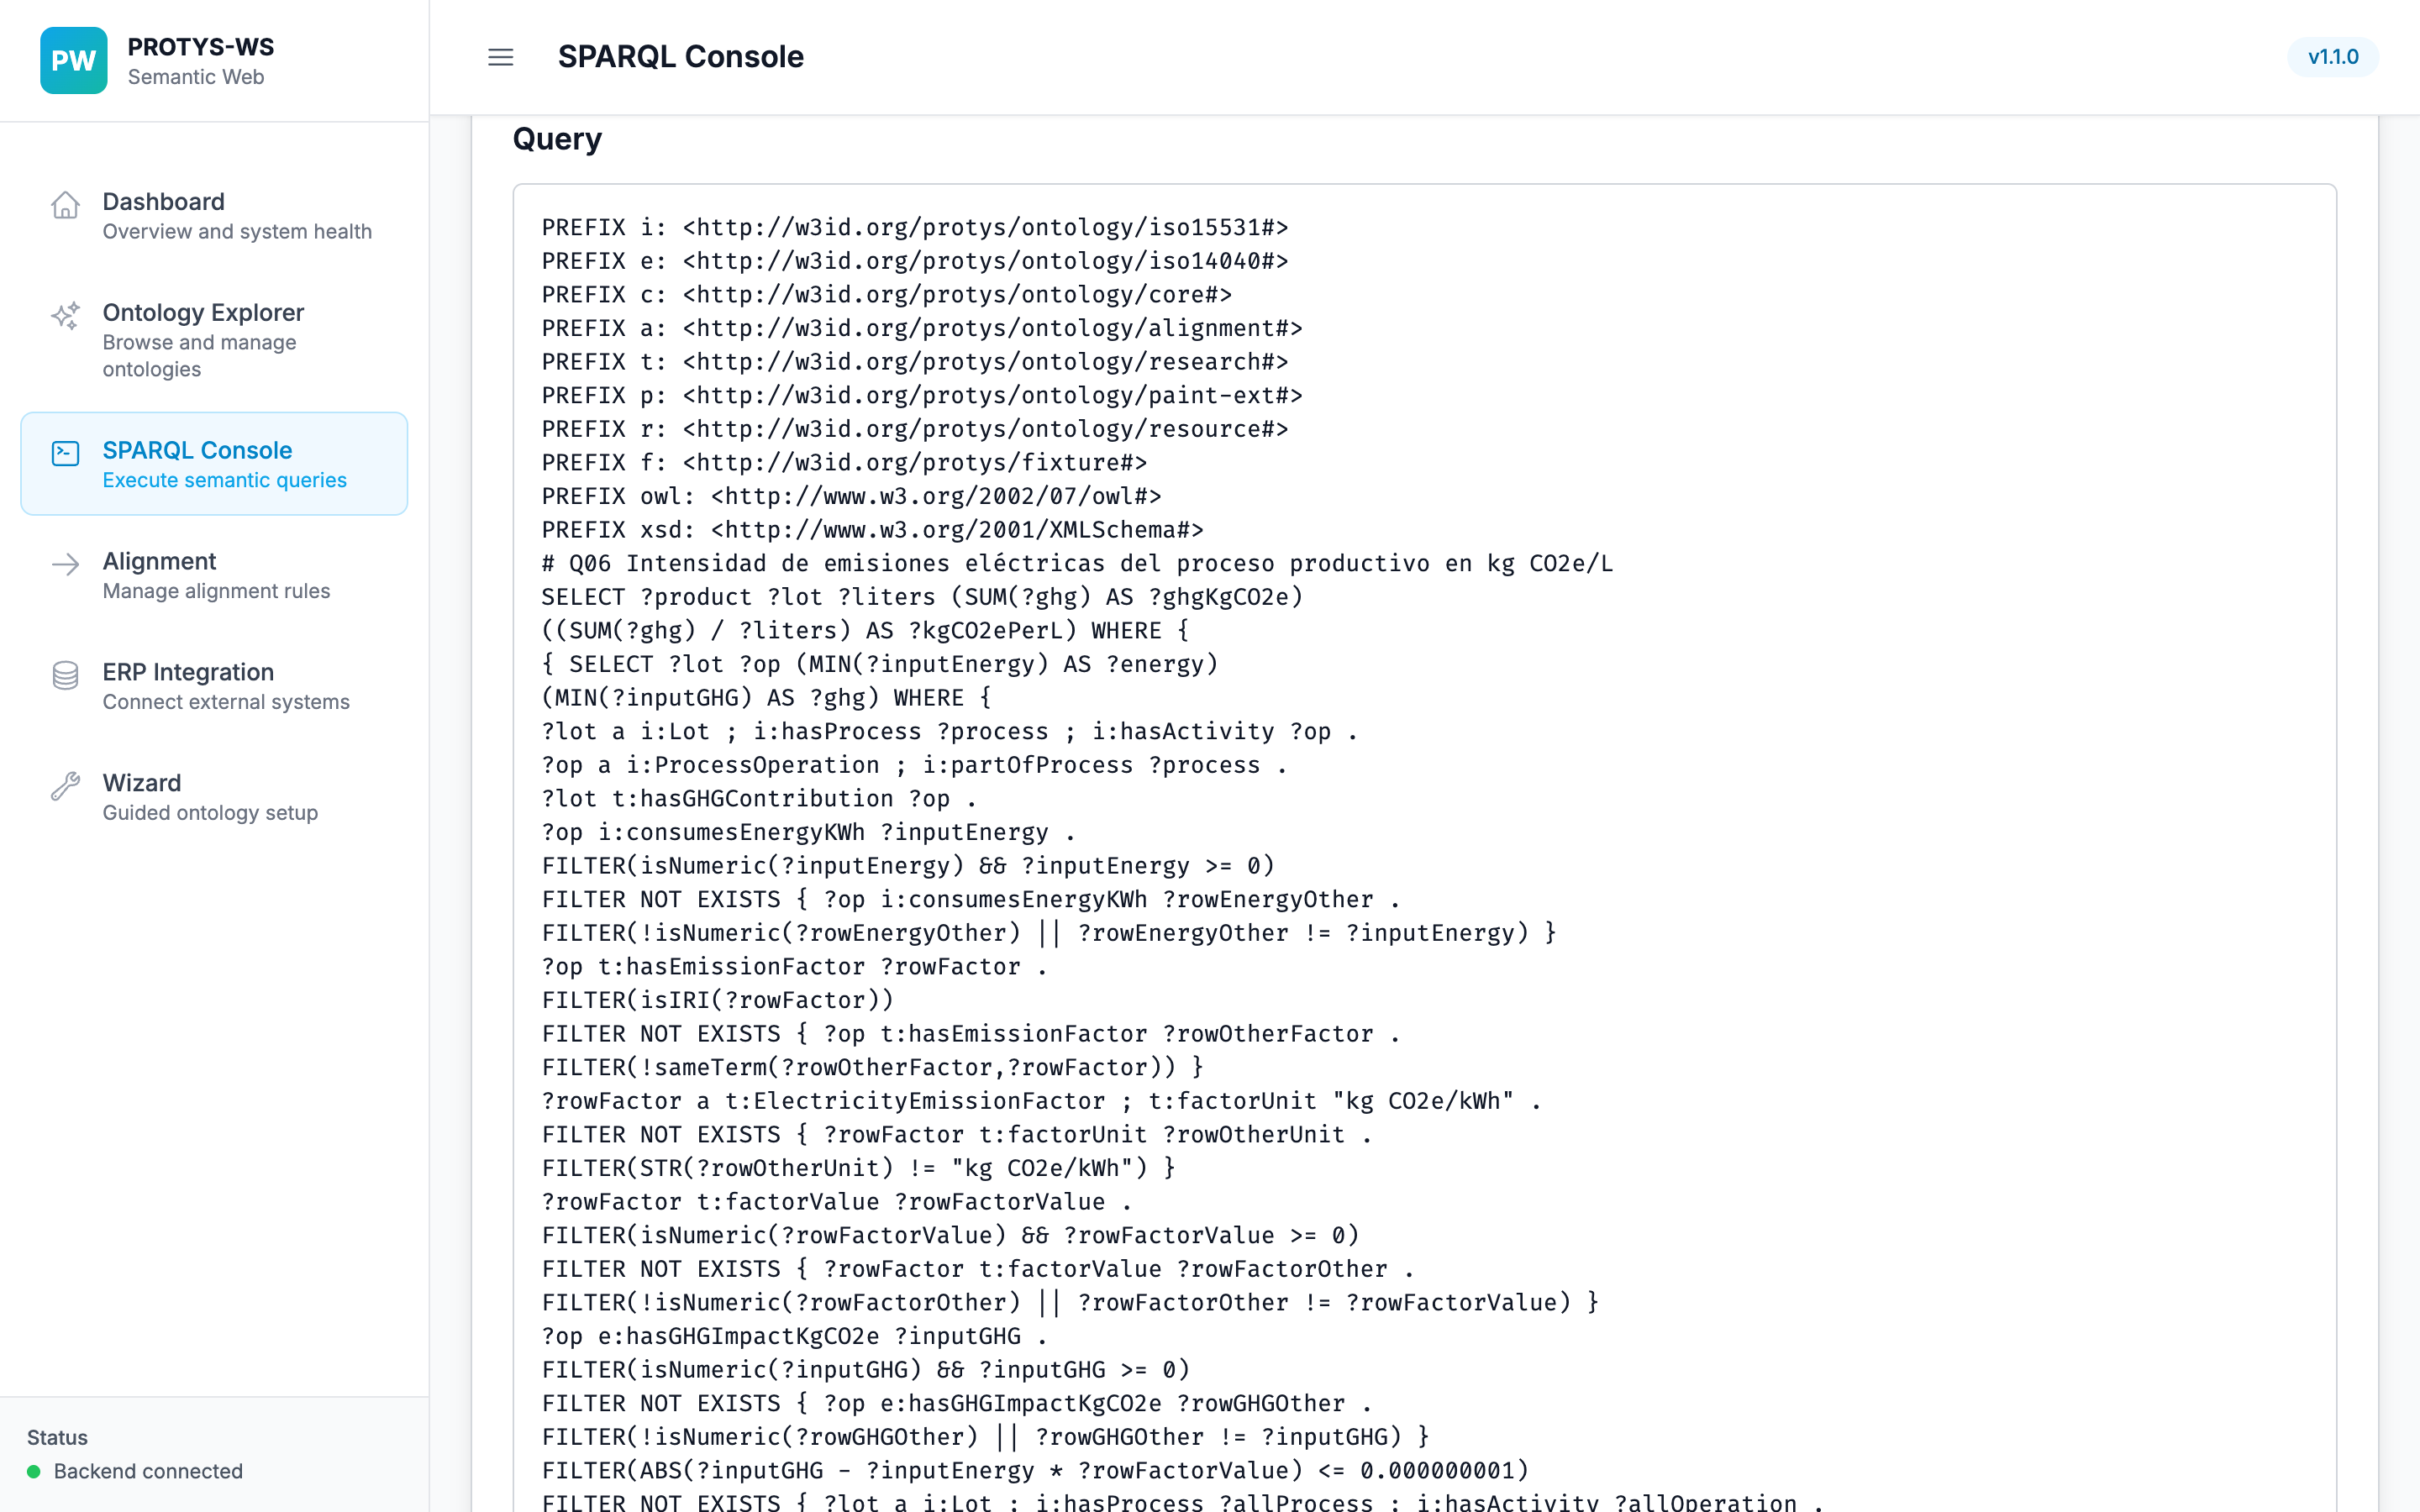 PW
PROTYS-WS
Semantic Web
Dashboard
Overview and system health
Ontology Explorer
Browse and manage
ontologies
SPARQL Console
Execute semantic queries
Alignment
Manage alignment rules
ERP Integration
Connect external systems
Wizard
Guided ontology setup
Status
Backend connected
SPARQL Console
v1.1.0
Query
PREFIX i: <http://w3id.org/protys/ontology/iso15531#>
PREFIX e: <http://w3id.org/protys/ontology/iso14040#>
PREFIX c: <http://w3id.org/protys/ontology/core#>
PREFIX a: <http://w3id.org/protys/ontology/alignment#>
PREFIX t: <http://w3id.org/protys/ontology/research#>
PREFIX p: <http://w3id.org/protys/ontology/paint-ext#>
PREFIX r: <http://w3id.org/protys/ontology/resource#>
PREFIX f: <http://w3id.org/protys/fixture#>
PREFIX owl: <http://www.w3.org/2002/07/owl#>
PREFIX xsd: <http://www.w3.org/2001/XMLSchema#>
# Q06 Intensidad de emisiones eléctricas del proceso productivo en kg CO2e/L
SELECT ?product ?lot ?liters (SUM(?ghg) AS ?ghgKgCO2e)
((SUM(?ghg) / ?liters) AS ?kgCO2ePerL) WHERE {
{ SELECT ?lot ?op (MIN(?inputEnergy) AS ?energy)
(MIN(?inputGHG) AS ?ghg) WHERE {
?lot a i:Lot ; i:hasProcess ?process ; i:hasActivity ?op .
?op a i:ProcessOperation ; i:partOfProcess ?process .
?lot t:hasGHGContribution ?op .
?op i:consumesEnergyKWh ?inputEnergy .
FILTER(isNumeric(?inputEnergy) && ?inputEnergy >= 0)
FILTER NOT EXISTS { ?op i:consumesEnergyKWh ?rowEnergyOther .
FILTER(!isNumeric(?rowEnergyOther) || ?rowEnergyOther != ?inputEnergy) }
?op t:hasEmissionFactor ?rowFactor .
FILTER(isIRI(?rowFactor))
FILTER NOT EXISTS { ?op t:hasEmissionFactor ?rowOtherFactor .
FILTER(!sameTerm(?rowOtherFactor,?rowFactor)) }
?rowFactor a t:ElectricityEmissionFactor ; t:factorUnit "kg CO2e/kWh" .
FILTER NOT EXISTS { ?rowFactor t:factorUnit ?rowOtherUnit .
FILTER(STR(?rowOtherUnit) != "kg CO2e/kWh") }
?rowFactor t:factorValue ?rowFactorValue .
FILTER(isNumeric(?rowFactorValue) && ?rowFactorValue >= 0)
FILTER NOT EXISTS { ?rowFactor t:factorValue ?rowFactorOther .
FILTER(!isNumeric(?rowFactorOther) || ?rowFactorOther != ?rowFactorValue) }
?op e:hasGHGImpactKgCO2e ?inputGHG .
FILTER(isNumeric(?inputGHG) && ?inputGHG >= 0)
FILTER NOT EXISTS { ?op e:hasGHGImpactKgCO2e ?rowGHGOther .
FILTER(!isNumeric(?rowGHGOther) || ?rowGHGOther != ?inputGHG) }
FILTER(ABS(?inputGHG - ?inputEnergy * ?rowFactorValue) <= 0.000000001)
FILTER NOT EXISTS { ?lot a i:Lot ; i:hasProcess ?allProcess ; i:hasActivity ?allOperation .